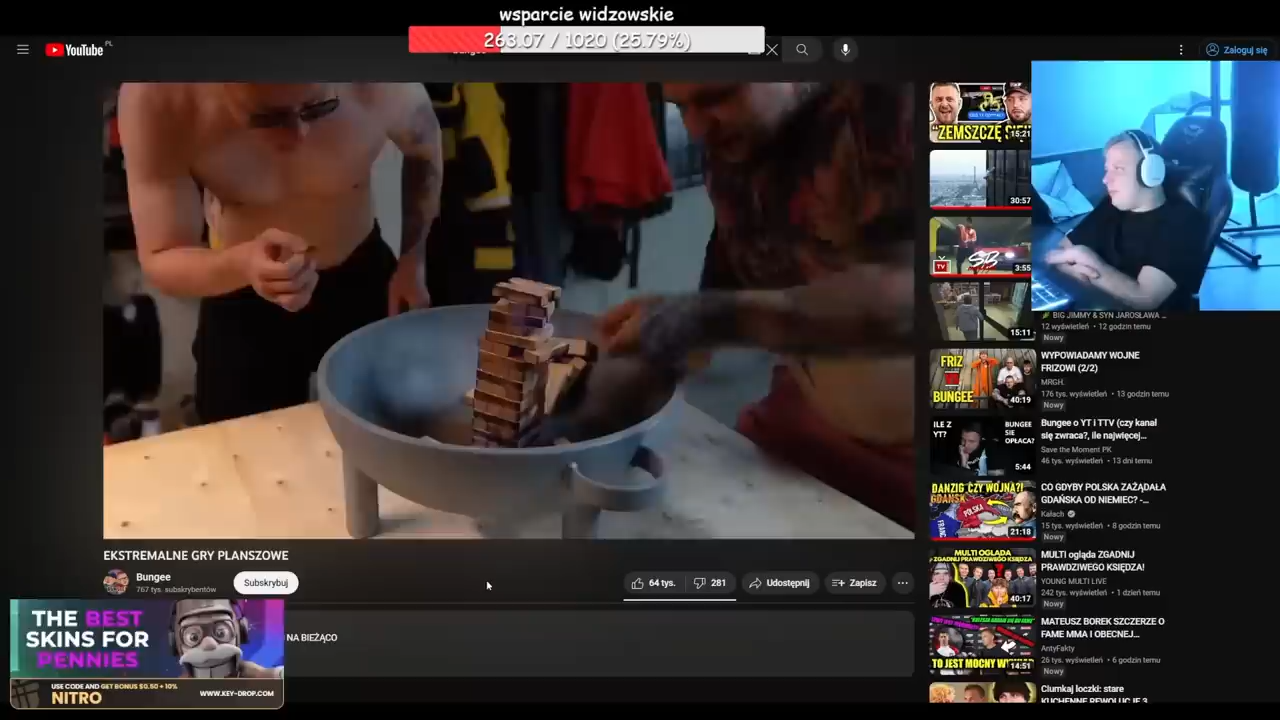 wsparcie widzowskie
263.07 / 1020 (25.79%)
YouTube PL
Zaloguj się
"ZEMSZCZĘ SIĘ"
15:21
30:57
TV
3:55
15:11
BIG JIMMY & SYN JAROSŁAWA ...
12 wyświetleń • 12 godzin temu
Nowy
FRIZ
BUNGEE
40:19
WYPOWIADAMY WOJNE
FRIZOWI (2/2)
MRGH.
176 tys. wyświetleń • 13 godzin temu
Nowy
ILE Z
YT?
BUNGEE
SIE
OPŁACA?
5:44
Bungee o YT i TTV (czy kanał
się zwraca?, ile najwięcej...
Save the Moment PK
46 tys. wyświetleń • 13 dni temu
DANZIG CZY WOJNA?!
GDAŃSK
POLSKA
FRANC
21:18
CO GDYBY POLSKA ZAŻĄDAŁA
GDAŃSKA OD NIEMIEC? -...
Kałach
15 tys. wyświetleń • 8 godzin temu
Nowy
MULTI OGLĄDA
ZGADNIJ PRAWDZIWEGO KSIĘDZA!
40:17
MULTI ogląda ZGADNIJ
PRAWDZIWEGO KSIĘDZA!
YOUNG MULTI LIVE
242 tys. wyświetleń • 1 dzień temu
Nowy
TO JEST MOCNY
14:51
MATEUSZ BOREK SZCZERZE O
FAME MMA I OBECNEJ...
AntyFakty
26 tys. wyświetleń • 6 godzin temu
Nowy
Ciumkaj loczki: stare
EKSTREMALNE GRY PLANSZOWE
Bungee
767 tys. subskrybentów
Subskrybuj
64 tys.
281
Udostępnij
Zapisz
NA BIEŻĄCO
THE BEST
SKINS FOR
PENNIES
USE CODE AND GET BONUS $0.50 + 10%
NITRO
WWW.KEY-DROP.COM